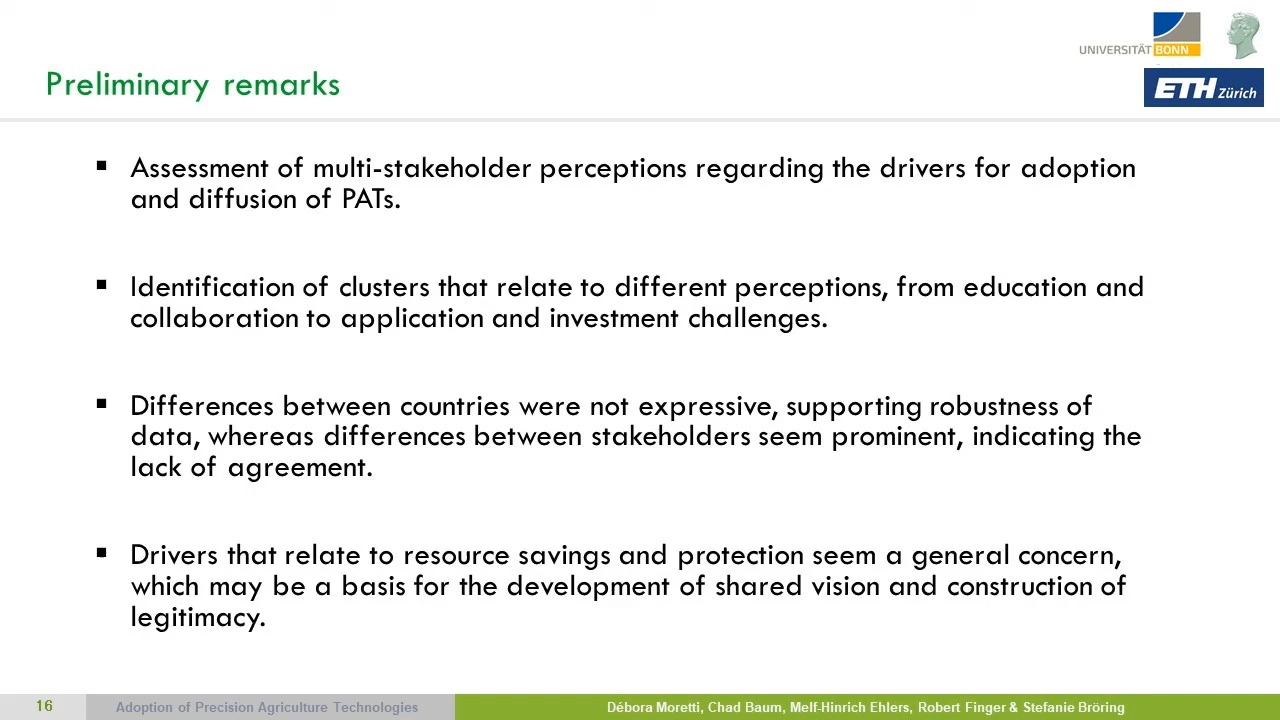 UNIVERSITÄT BONN
Preliminary remarks
ETH Zürich
▪ Assessment of multi-stakeholder perceptions regarding the drivers for adoption
and diffusion of PATs.
▪ Identification of clusters that relate to different perceptions, from education and
collaboration to application and investment challenges.
▪ Differences between countries were not expressive, supporting robustness of
data, whereas differences between stakeholders seem prominent, indicating the
lack of agreement.
▪ Drivers that relate to resource savings and protection seem a general concern,
which may be a basis for the development of shared vision and construction of
legitimacy.
16 Adoption of Precision Agriculture Technologies Débora Moretti, Chad Baum, Melf-Hinrich Ehlers, Robert Finger & Stefanie Bröring